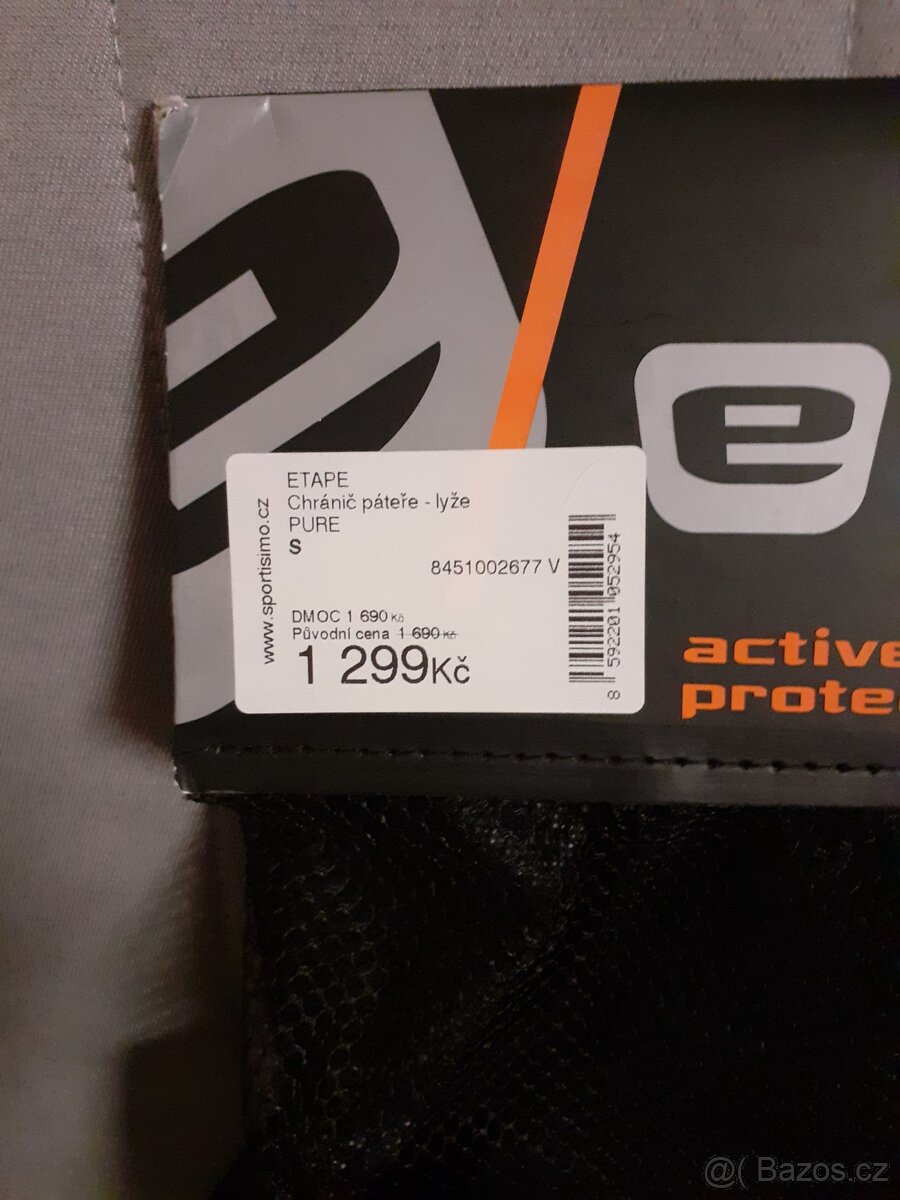 e
ETAPE
Chránič páteře - lyže
PURE
S
8451002677 V
www.sportisimo.cz
DMOC 1 690 Kč
Původní cena 1 690 Kč
1 299Kč
8 592201 052954
active
prote
@( Bazos.cz